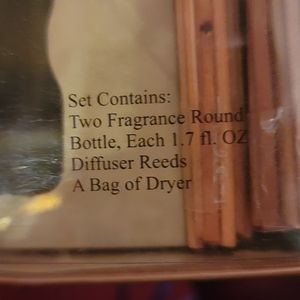 Set Contains:
Two Fragrance Round
Bottle, Each 1.7 fl. OZ
Diffuser Reeds
A Bag of Dryer